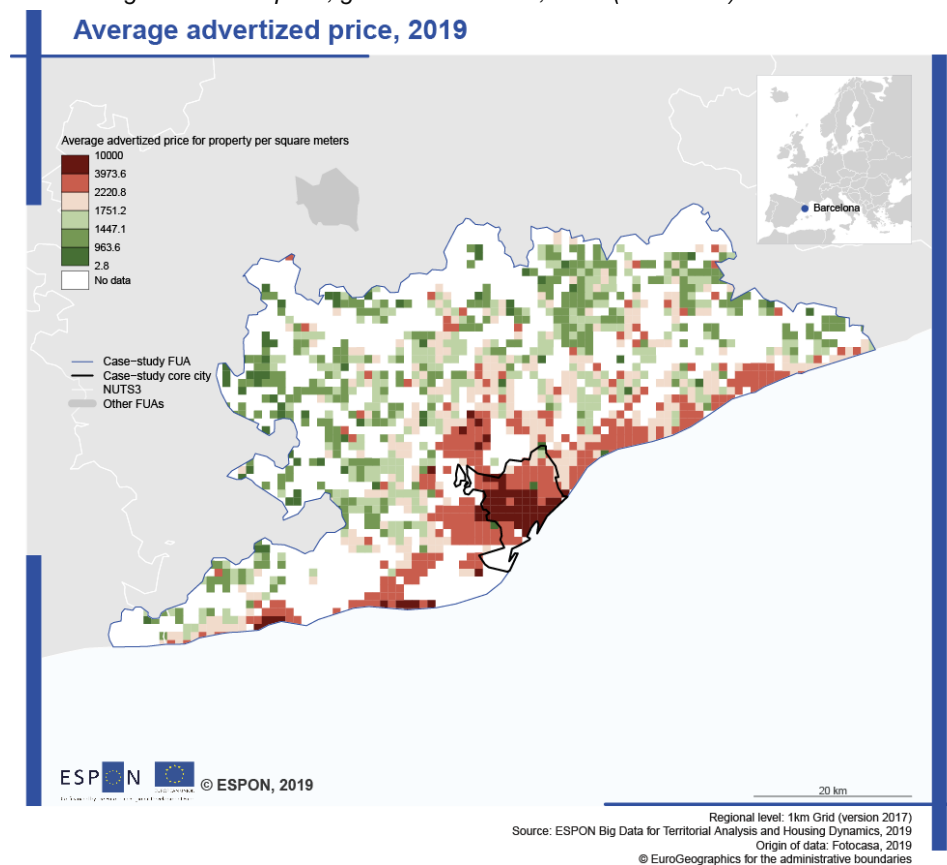 Average advertized price, 2019
Average advertized price for property per square meters
10000
3973.6
2220.8
1751.2
1447.1
963.6
2.8
No data
Barcelona
Case-study FUA
Case-study core city
NUTS3
Other FUAs
ESPON
© ESPON, 2019
20 km
Regional level: 1km Grid (version 2017)
Source: ESPON Big Data for Territorial Analysis and Housing Dynamics, 2019
Origin of data: Fotocasa, 2019
© EuroGeographics for the administrative boundaries